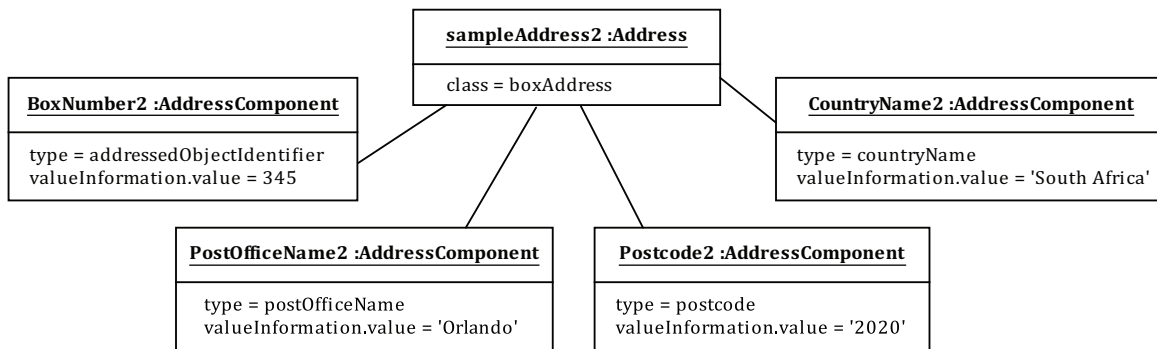 sampleAddress2 :Address
class = boxAddress
BoxNumber2 :AddressComponent
type = addressedObjectIdentifier
valueInformation.value = 345
CountryName2 :AddressComponent
type = countryName
valueInformation.value = 'South Africa'
PostOfficeName2 :AddressComponent
type = postOfficeName
valueInformation.value = 'Orlando'
Postcode2 :AddressComponent
type = postcode
valueInformation.value = '2020'